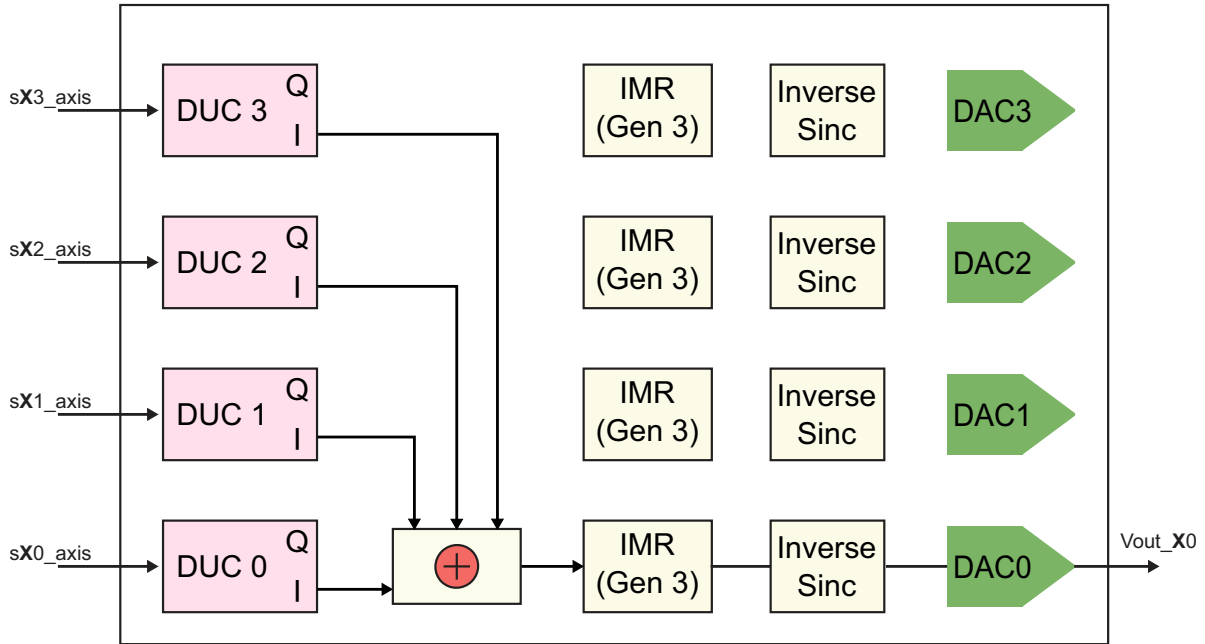 sX3_axis
DUC 3
Q
I
IMR
(Gen 3)
Inverse
Sinc
DAC3
sX2_axis
DUC 2
Q
I
IMR
(Gen 3)
Inverse
Sinc
DAC2
sX1_axis
DUC 1
Q
I
IMR
(Gen 3)
Inverse
Sinc
DAC1
sX0_axis
DUC 0
Q
I
+
IMR
(Gen 3)
Inverse
Sinc
DAC0
Vout_X0